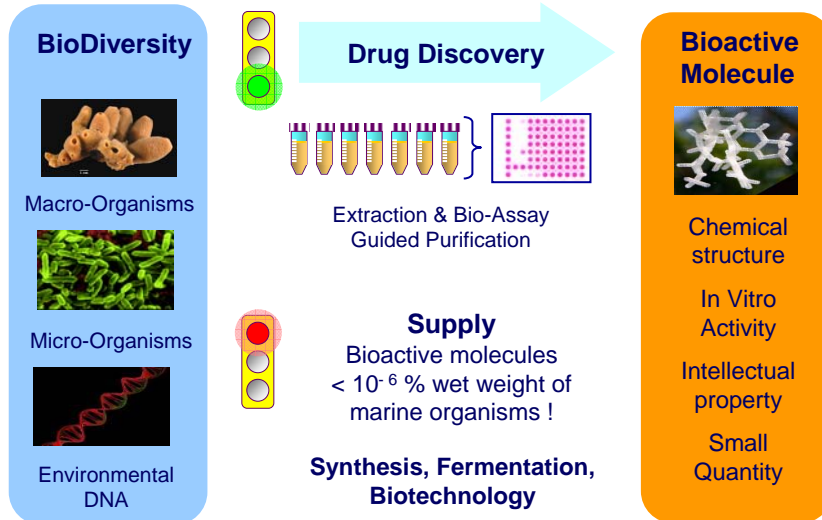 BioDiversity
Macro-Organisms
Micro-Organisms
Environmental
DNA
Drug Discovery
Extraction & Bio-Assay
Guided Purification
Supply
Bioactive molecules
< 10⁻⁶ % wet weight of
marine organisms !
Synthesis, Fermentation,
Biotechnology
Bioactive
Molecule
Chemical
structure
In Vitro
Activity
Intellectual
property
Small
Quantity